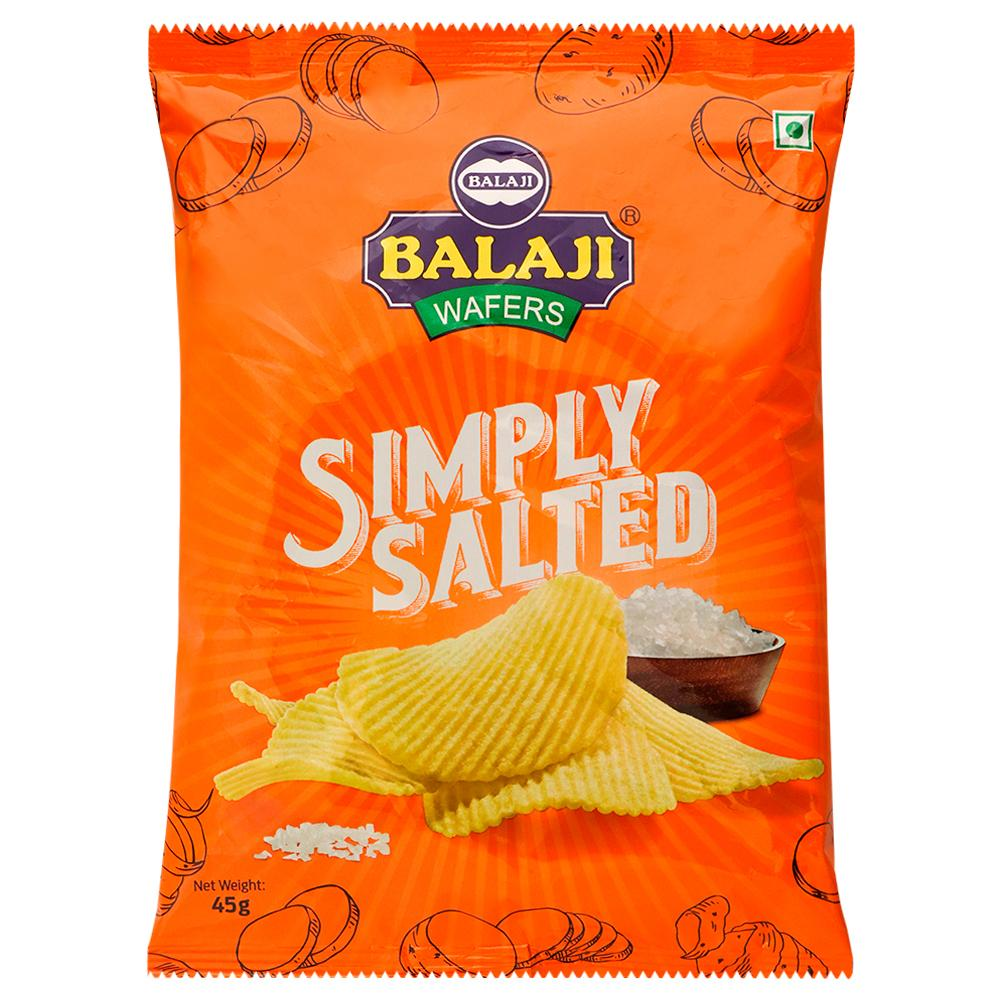 BALAJI
BALAJI ®
WAFERS
SIMPLY
SALTED
Net Weight:
45g